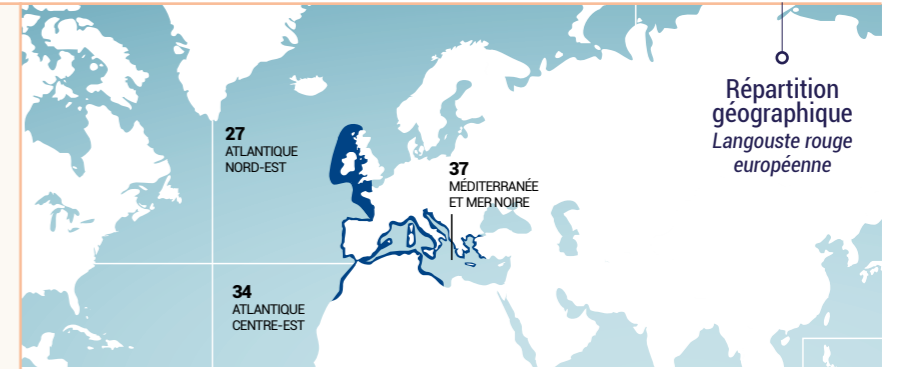 Répartition
géographique
Langouste rouge
européenne
27
ATLANTIQUE
NORD-EST
37
MÉDITERRANÉE
ET MER NOIRE
34
ATLANTIQUE
CENTRE-EST